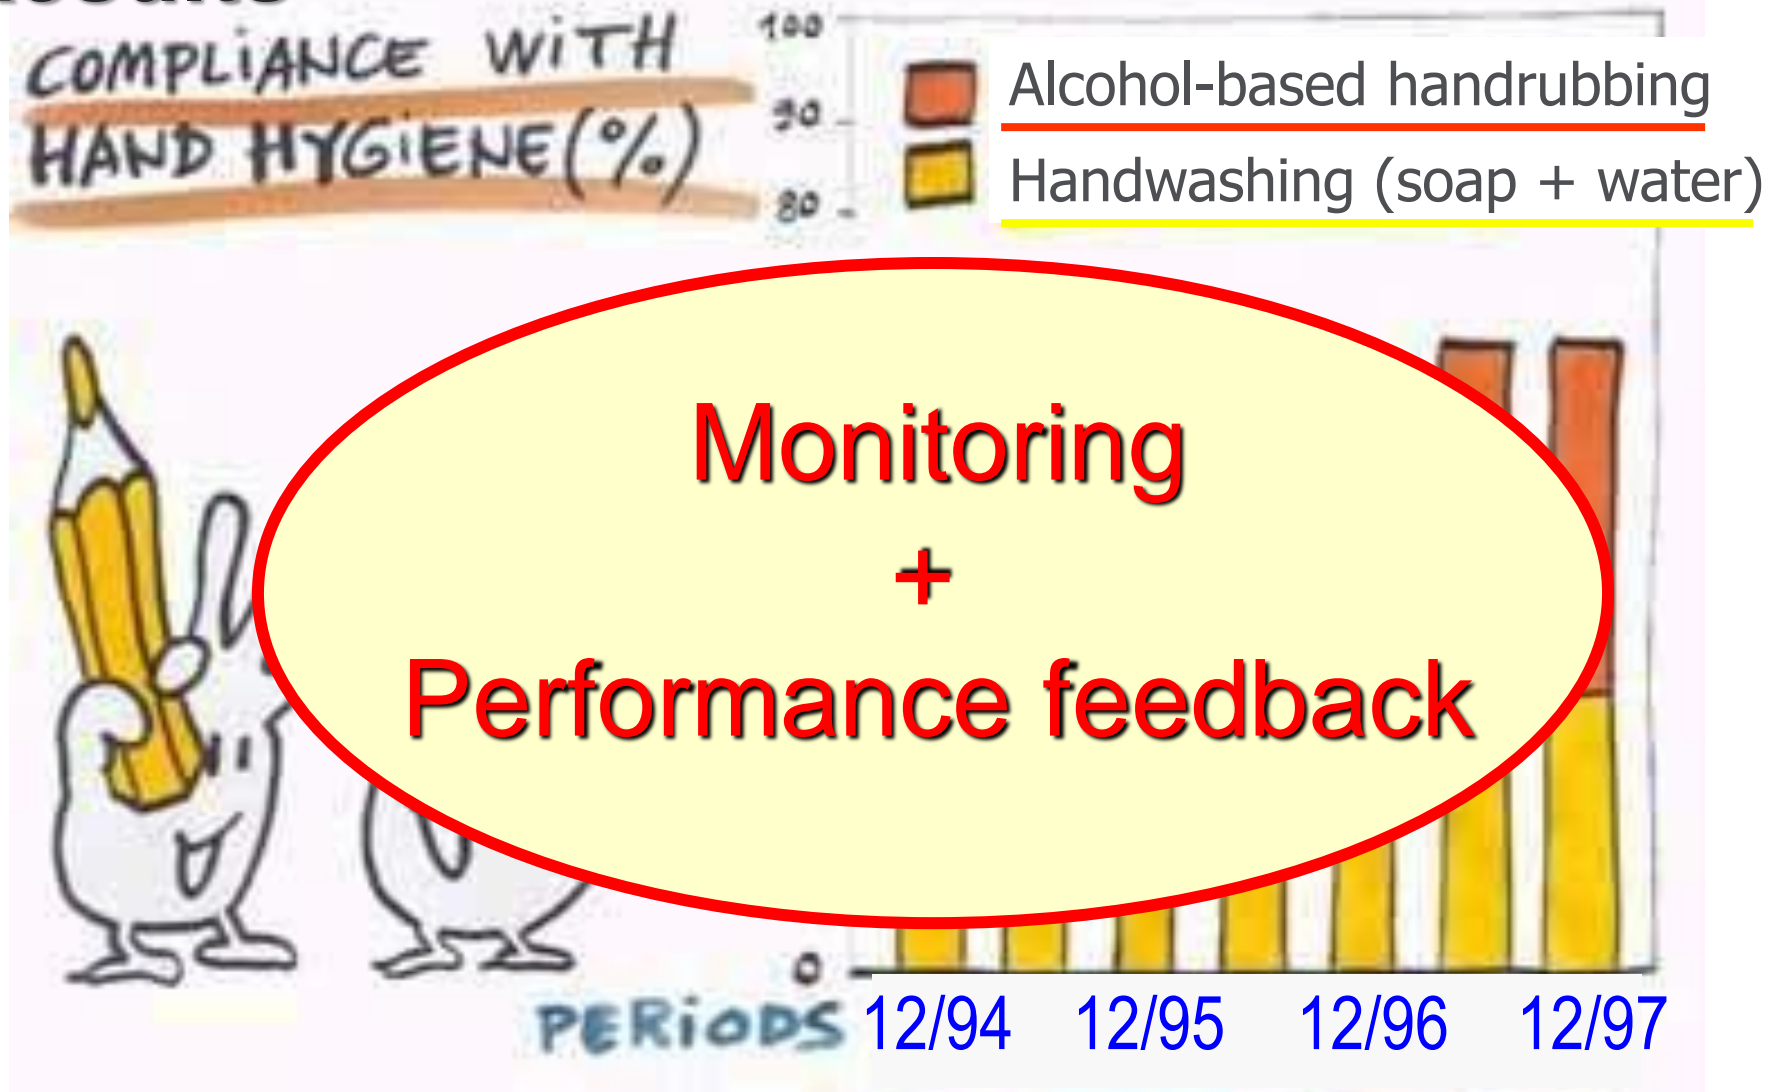 COMPLiANCE WiTH
HAND HYGiENE (%)
100
90
80
0
Alcohol-based handrubbing
Handwashing (soap + water)
Monitoring
+
Performance feedback
PERiODS 12/94 12/95 12/96 12/97